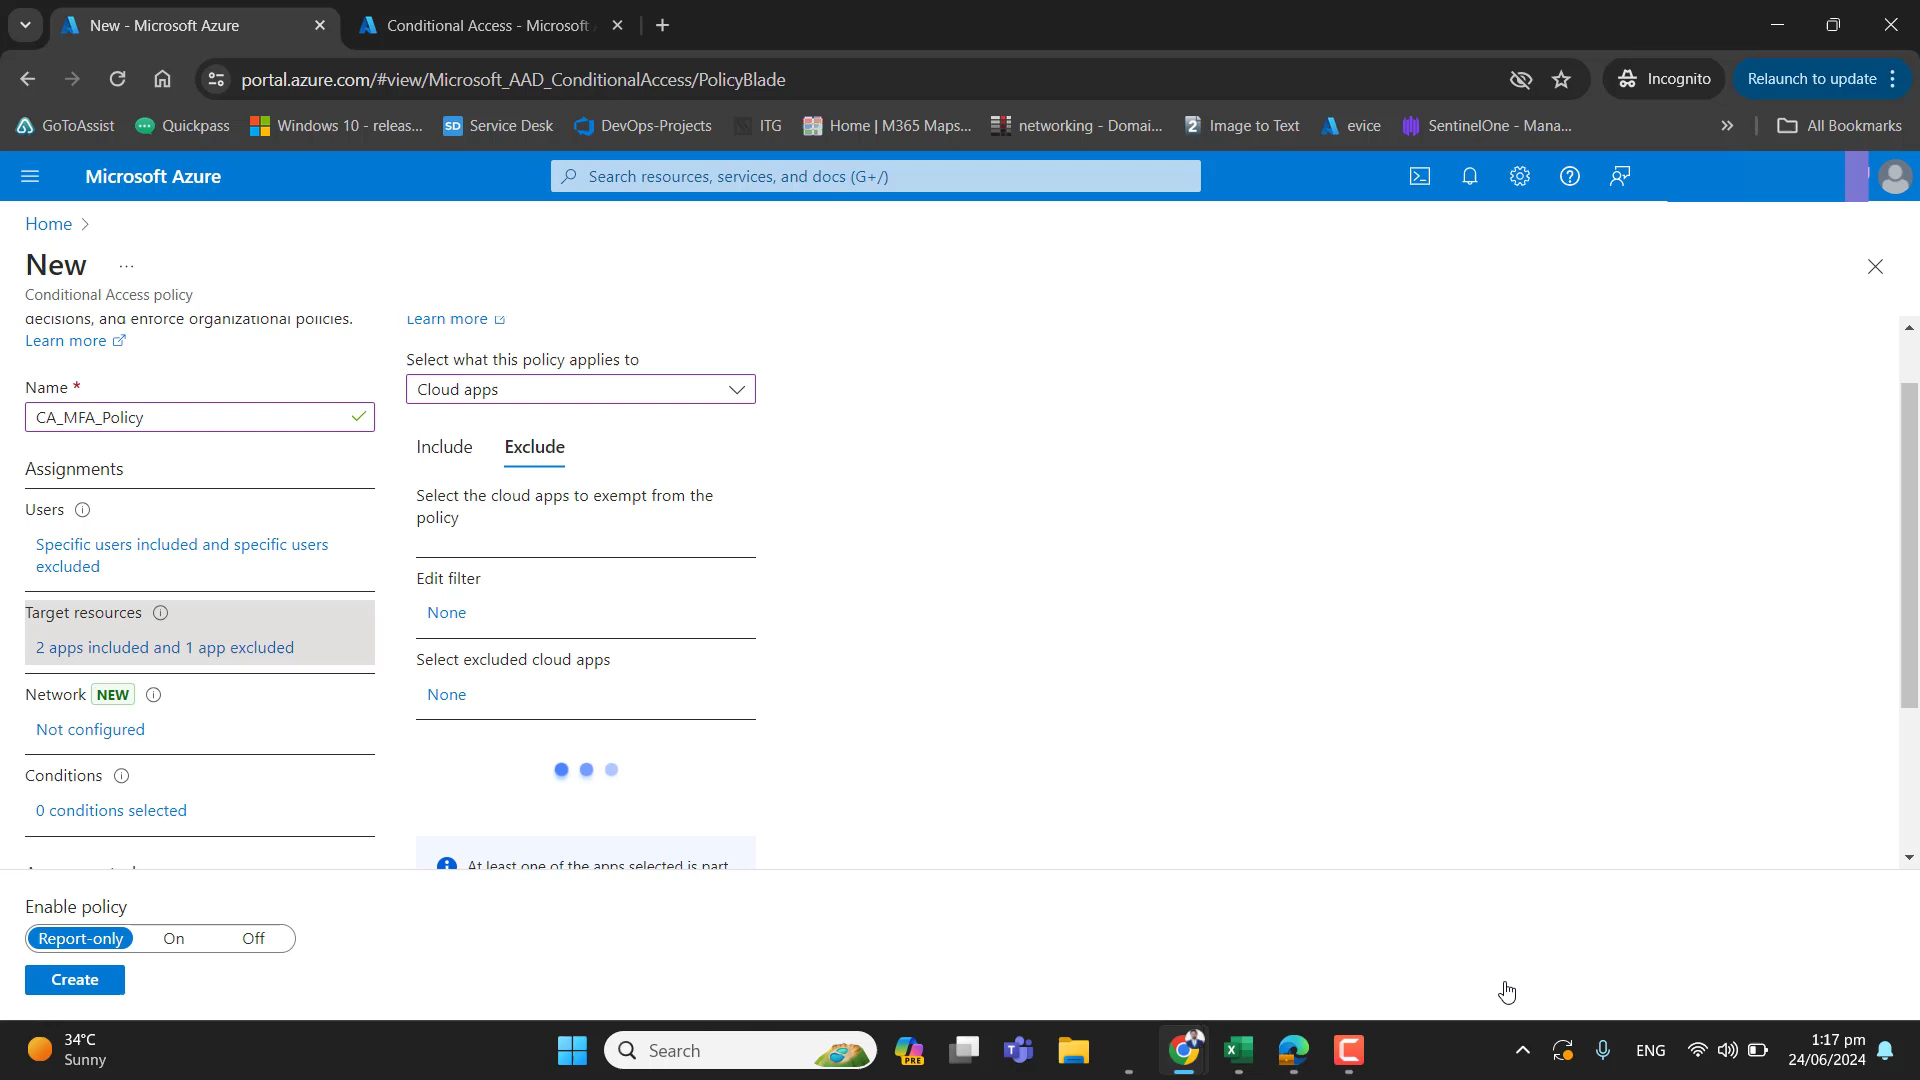 New - Microsoft Azure
Conditional Access - Microsoft
portal.azure.com/#view/Microsoft_AAD_ConditionalAccess/PolicyBlade
Incognito
Relaunch to update
GoToAssist
Quickpass
Windows 10 - releas...
SD Service Desk
DevOps-Projects
ITG
Home | M365 Maps...
networking - Domai...
Image to Text
evice
SentinelOne - Mana...
All Bookmarks
Microsoft Azure
Search resources, services, and docs (G+/)
Home
New ...
Conditional Access policy
decisions, and enforce organizational policies.
Learn more
Name *
CA_MFA_Policy
Assignments
Users
Specific users included and specific users
excluded
Target resources
2 apps included and 1 app excluded
Network NEW
Not configured
Conditions
0 conditions selected
Learn more
Select what this policy applies to
Cloud apps
Include Exclude
Select the cloud apps to exempt from the
policy
Edit filter
None
Select excluded cloud apps
None
At least one of the apps selected is part
Enable policy
Report-only On Off
Create
34°C
Sunny
Search
PRE
ENG
1:17 pm
24/06/2024